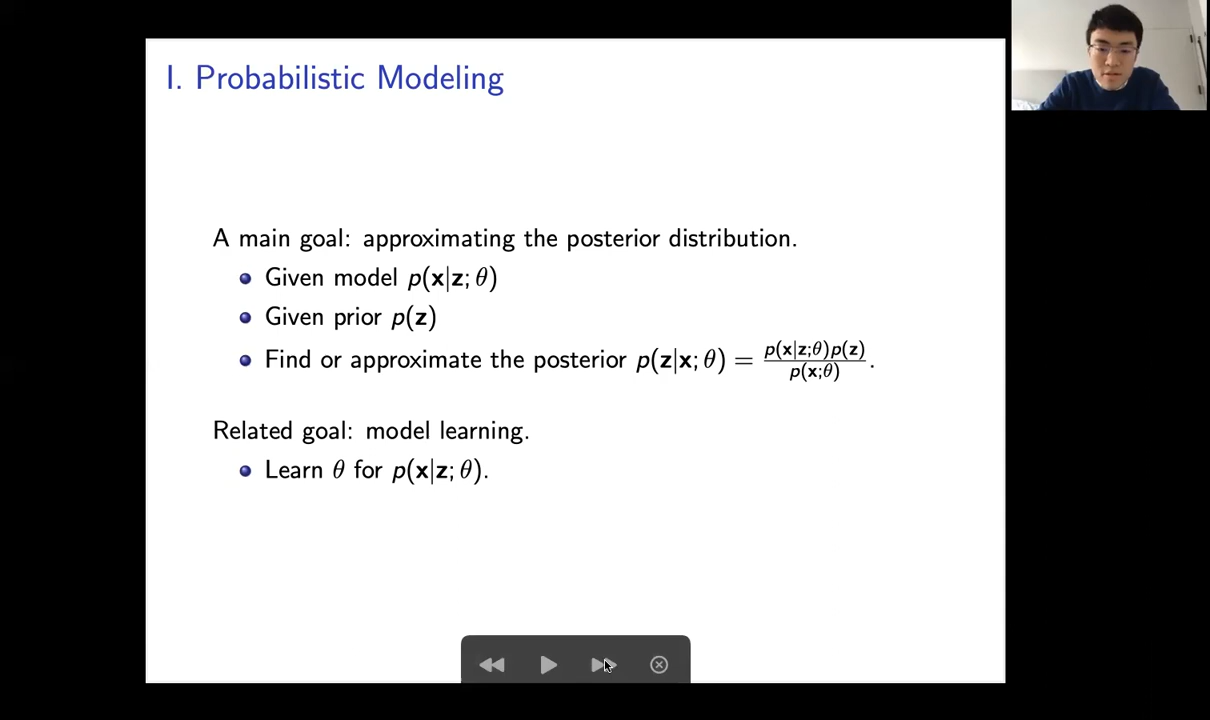 I. Probabilistic Modeling
A main goal: approximating the posterior distribution.
Given model p(x|z; θ)
Given prior p(z)
Find or approximate the posterior p(z|x; θ) = p(x|z;θ)p(z) / p(x;θ) .
Related goal: model learning.
Learn θ for p(x|z; θ).